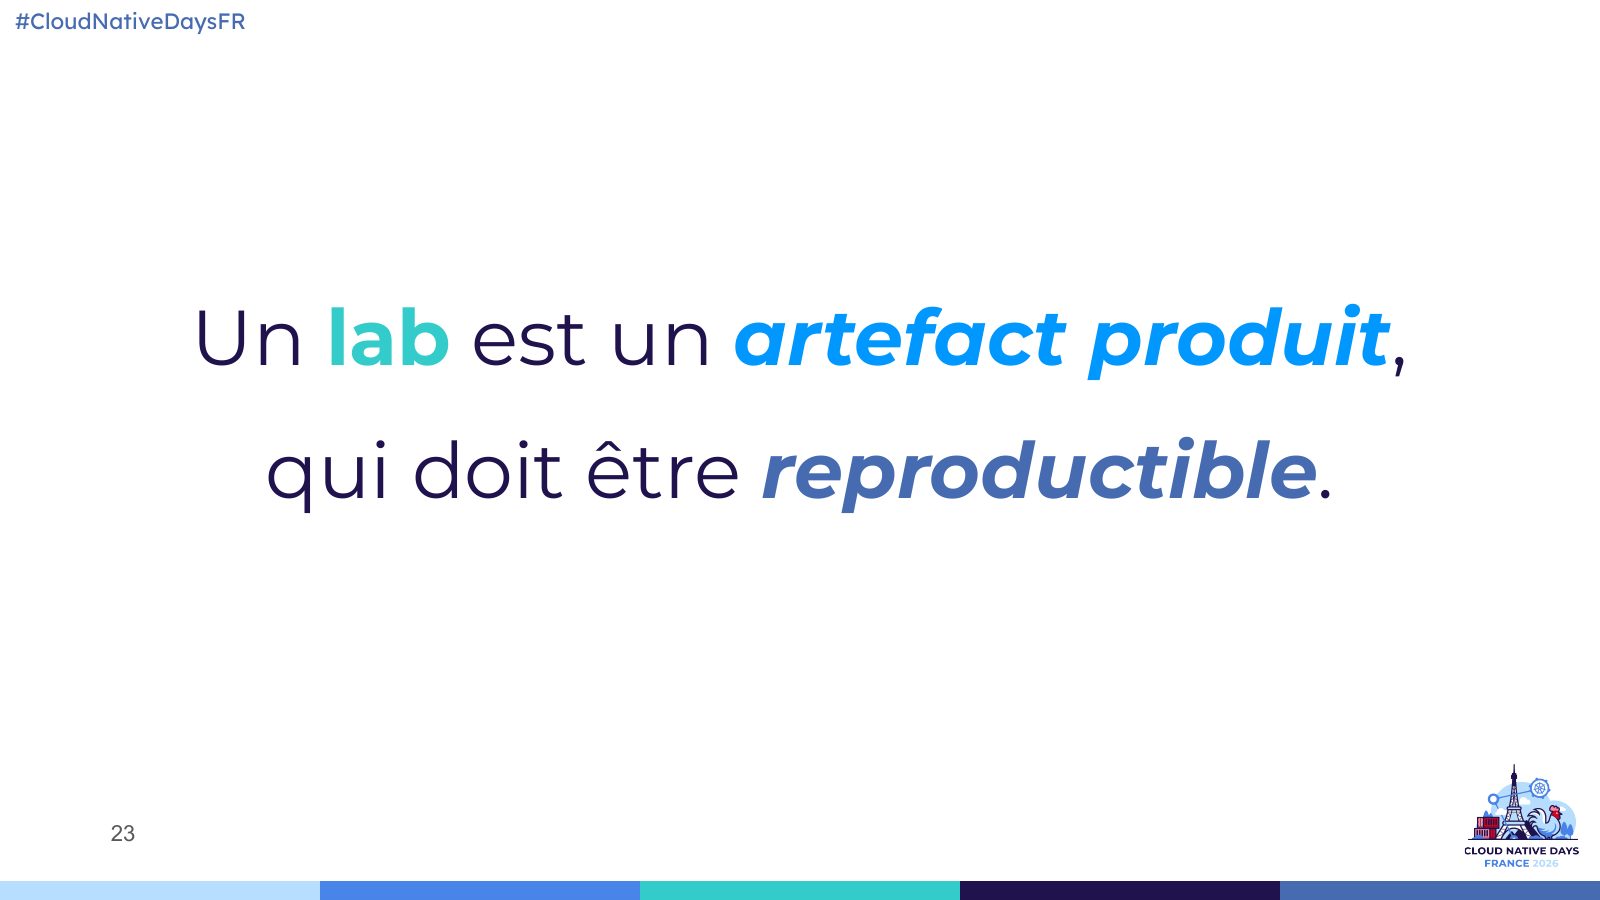 #CloudNativeDaysFR
Un lab est un artefact produit,
qui doit être reproductible.
23
CLOUD NATIVE DAYS
FRANCE 2026